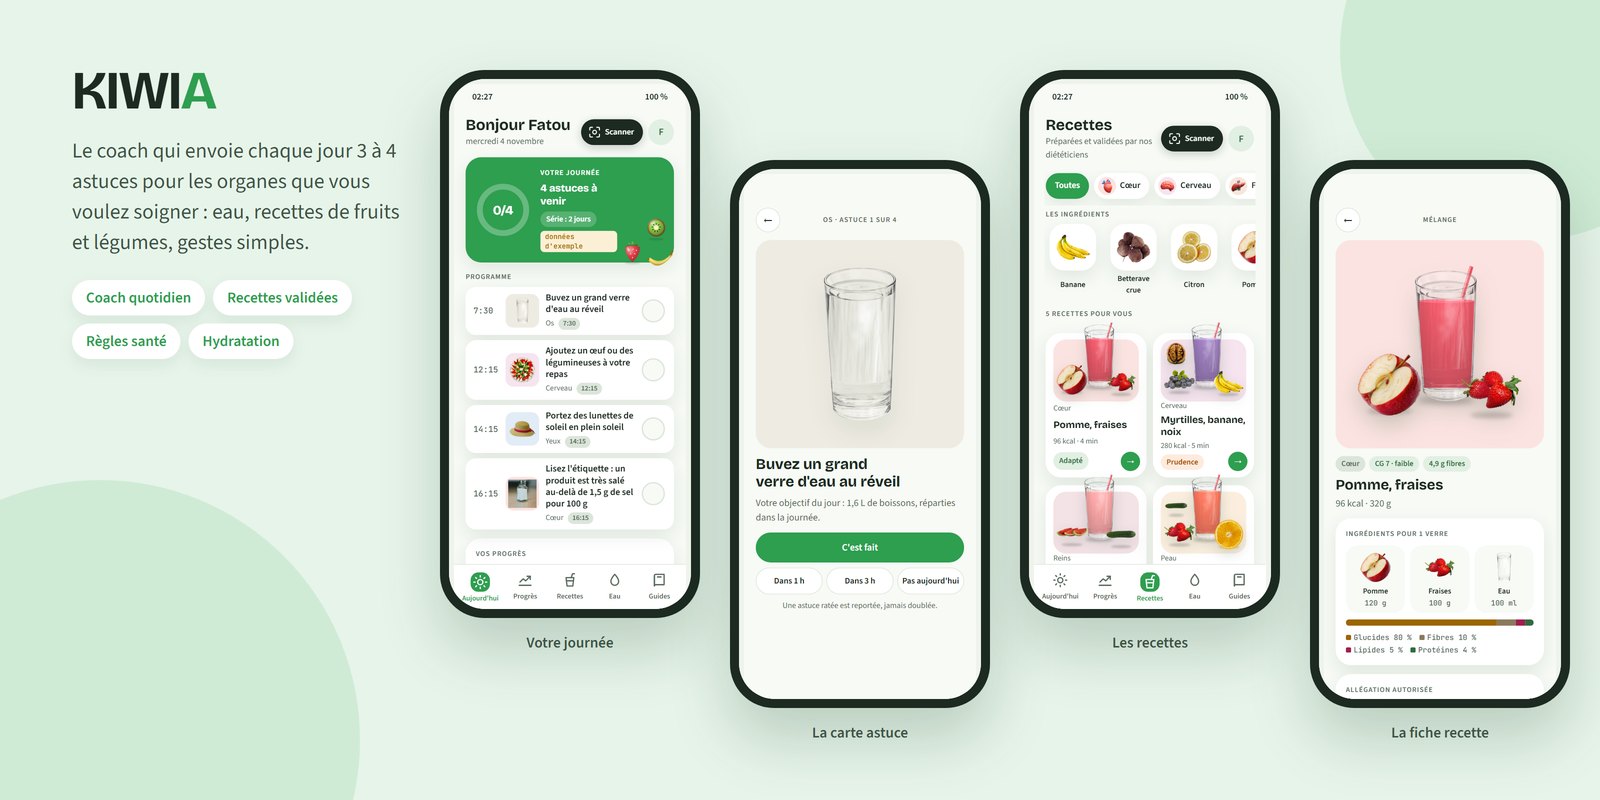 KIWIA
Le coach qui envoie chaque jour 3 à 4
astuces pour les organes que vous
voulez soigner : eau, recettes de fruits
et légumes, gestes simples.
Coach quotidien
Recettes validées
Règles santé
Hydratation
02:27
100 %
Bonjour Fatou
mercredi 4 novembre
Scanner
F
VOTRE JOURNÉE
0/4
4 astuces à
venir
Série : 2 jours
données
d'exemple
PROGRAMME
7:30
Buvez un grand verre
d'eau au réveil
Os 7:30
12:15
Ajoutez un œuf ou des
légumineuses à votre
repas
Cerveau 12:15
14:15
Portez des lunettes de
soleil en plein soleil
Yeux 14:15
16:15
Lisez l'étiquette : un
produit est très salé
au-delà de 1,5 g de sel
pour 100 g
Cœur 16:15
VOS PROGRÈS
Aujourd'hui
Progrès
Recettes
Eau
Guides
Votre journée
←
OS · ASTUCE 1 SUR 4
Buvez un grand
verre d'eau au réveil
Votre objectif du jour : 1,6 L de boissons, réparties
dans la journée.
C'est fait
Dans 1 h
Dans 3 h
Pas aujourd'hui
Une astuce ratée est reportée, jamais doublée.
La carte astuce
02:27
100 %
Recettes
Préparées et validées par nos
diététiciens
Scanner
F
Toutes
Cœur
Cerveau
F
LES INGRÉDIENTS
Banane
Betterave
crue
Citron
Pom
5 RECETTES POUR VOUS
Cœur
Pomme, fraises
96 kcal · 4 min
Adapté
→
Cerveau
Myrtilles, banane,
noix
280 kcal · 5 min
Prudence
→
Reins
Peau
Aujourd'hui
Progrès
Recettes
Eau
Guides
Les recettes
←
MÉLANGE
Cœur
CG 7 · faible
4,9 g fibres
Pomme, fraises
96 kcal · 320 g
INGRÉDIENTS POUR 1 VERRE
Pomme
120 g
Fraises
100 g
Eau
100 ml
Glucides 80 %
Fibres 10 %
Lipides 5 %
Protéines 4 %
ALLÉGATION AUTORISÉE
La fiche recette